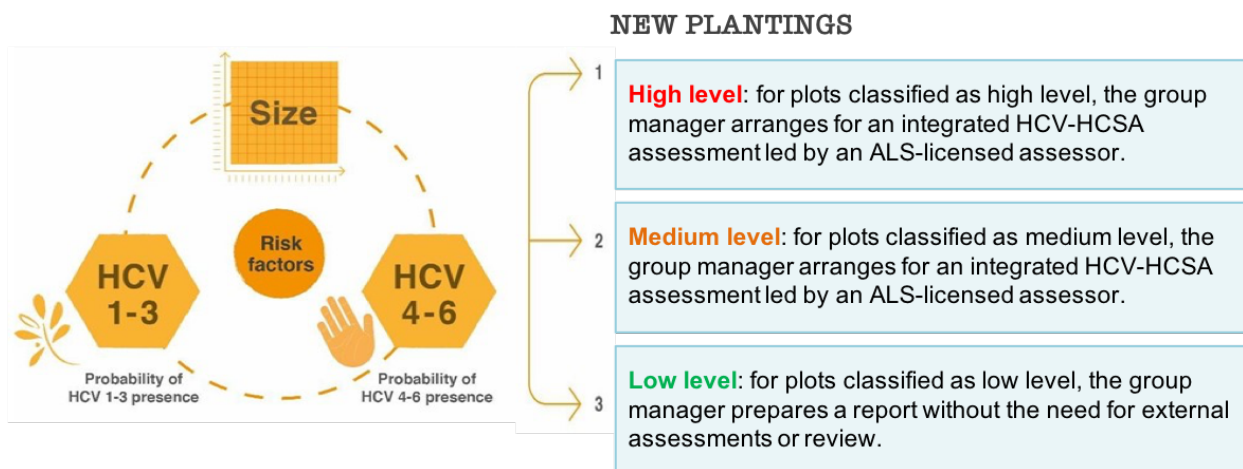 NEW PLANTINGS
Size
Risk
factors
HCV
1-3
HCV
4-6
Probability of
HCV 1-3 presence
Probability of
HCV 4-6 presence
1
High level: for plots classified as high level, the group
manager arranges for an integrated HCV-HCSA
assessment led by an ALS-licensed assessor.
2
Medium level: for plots classified as medium level, the
group manager arranges for an integrated HCV-HCSA
assessment led by an ALS-licensed assessor.
3
Low level: for plots classified as low level, the group
manager prepares a report without the need for external
assessments or review.